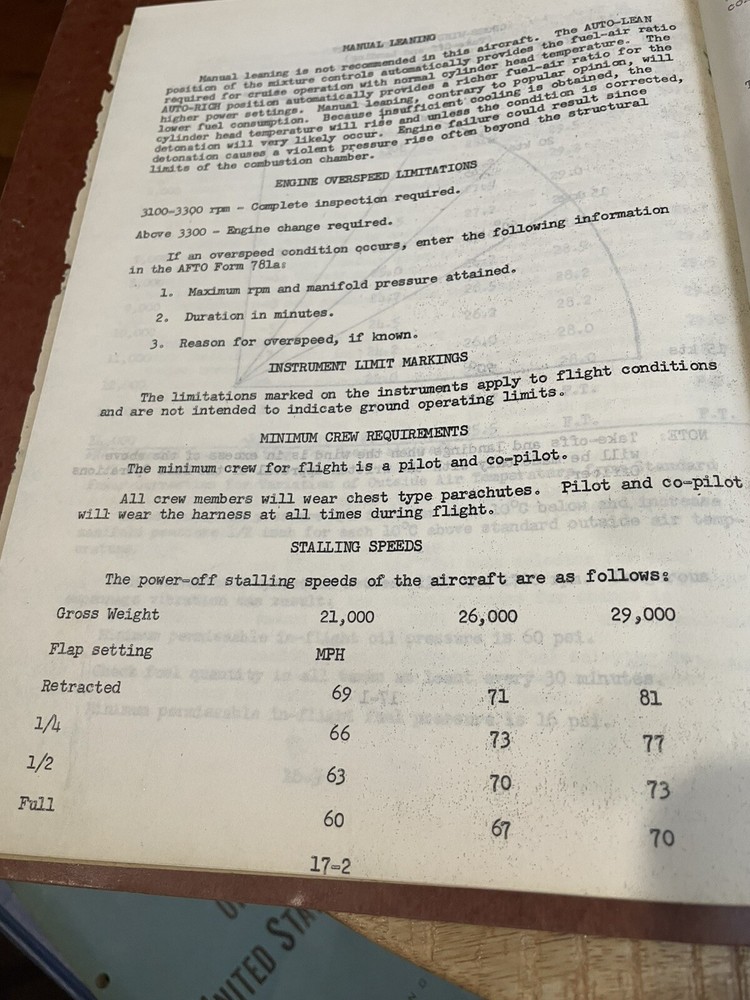 MANUAL LEANING
Manual leaning is not recommended in this aircraft. The AUTO-LEAN
position of the mixture controls automatically provides the fuel-air ratio
required for cruise operation with normal cylinder head temperature. The
AUTO-RICH position automatically provides a richer fuel-air ratio for the
higher power settings. Manual leaning, contrary to popular opinion, will
lower fuel consumption. Because insufficient cooling is obtained, the
cylinder head temperature will rise and unless the condition is corrected,
detonation will very likely occur. Engine failure could result since
detonation causes a violent pressure rise often beyond the structural
limits of the combustion chamber.
ENGINE OVERSPEED LIMITATIONS
3100-3300 rpm - Complete inspection required.
Above 3300 - Engine change required.
If an overspeed condition occurs, enter the following information
in the AFTO Form 781a:
1. Maximum rpm and manifold pressure attained.
2. Duration in minutes.
3. Reason for overspeed, if known.
INSTRUMENT LIMIT MARKINGS
The limitations marked on the instruments apply to flight conditions
and are not intended to indicate ground operating limits.
MINIMUM CREW REQUIREMENTS
The minimum crew for flight is a pilot and co-pilot.
All crew members will wear chest type parachutes. Pilot and co-pilot
will wear the harness at all times during flight.
STALLING SPEEDS
The power-off stalling speeds of the aircraft are as follows:
Gross Weight 21,000 26,000 29,000
Flap setting MPH
Retracted 69 71 81
1/4 66 73 77
1/2 63 70 73
Full 60 67 70
17-2
UNITED STA